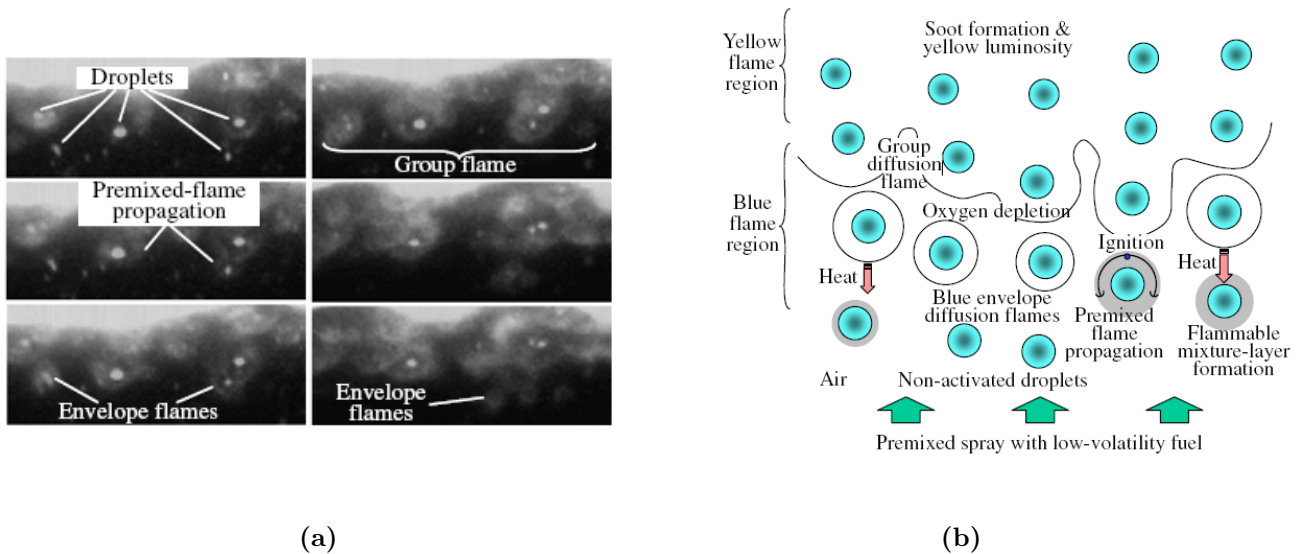 Droplets
Group flame
Premixed-flame
propagation
Envelope flames
Envelope
flames
(a)
Yellow
flame
region
Soot formation &
yellow luminosity
Group
diffusion
flame
Blue
flame
region
Oxygen depletion
Ignition
Heat
Heat
Blue envelope
diffusion flames
Premixed
flame
propagation
Flammable
mixture-layer
formation
Air
Non-activated droplets
Premixed spray with low-volatility fuel
(b)